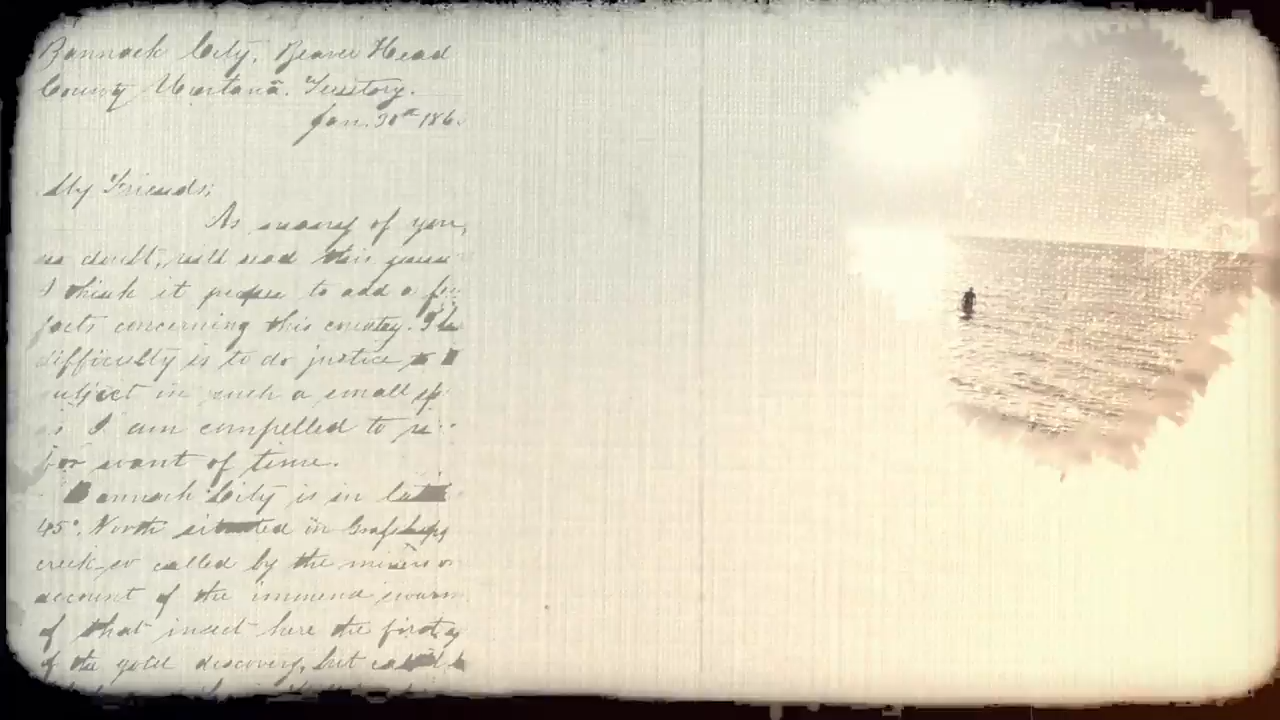 Bannack City, Beaver Head
County Montana. Territory.
Jan. 30th 186
My Friends;
As many of you,
no doubt, will read this
I think it proper to add a
facts concerning this country. The
difficulty is to do justice to
subject in such a small
as I am compelled to
for want of time.
Bannack City is in
45° North situated in
creek so called by the miners
account of the immens swarm
of that insect here the first
of the gold discovery, but